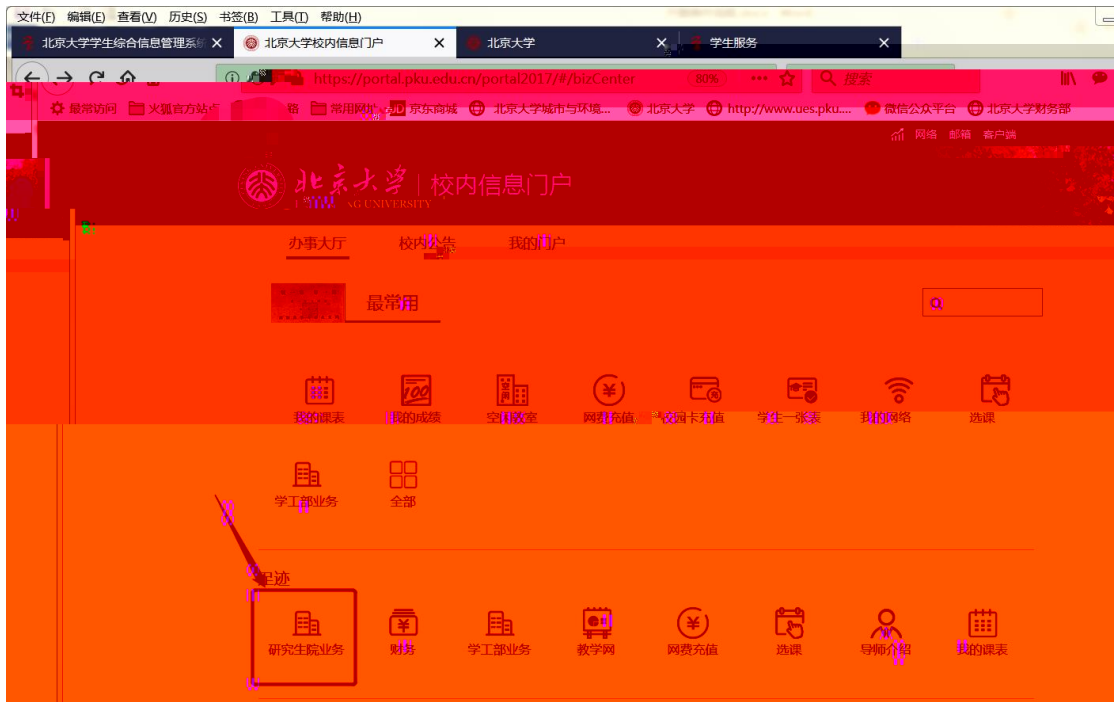 文件(F) 编辑(E) 查看(V) 历史(S) 书签(B) 工具(T) 帮助(H)
北京大学学生综合信息管理系统 北京大学校内信息门户 北京大学 学生服务
https://portal.pku.edu.cn/portal2017/#/bizCenter 80% 搜索
最常访问 火狐官方站点 常用网址 JD 京东商城 北京大学城市与环境... 北京大学 http://www.ues.pku.... 微信公众平台 北京大学财务部
网络 邮箱 客户端
北京大学 校内信息门户
UNIVERSITY
办事大厅 校内公告 我的门户
最常用
我的课表 我的成绩 空闲教室 网费充值 校园卡充值 学生一张表 我的网络 选课
学工部业务 全部
足迹
研究生院业务 财务 学工部业务 教学网 网费充值 选课 导师介绍 我的课表